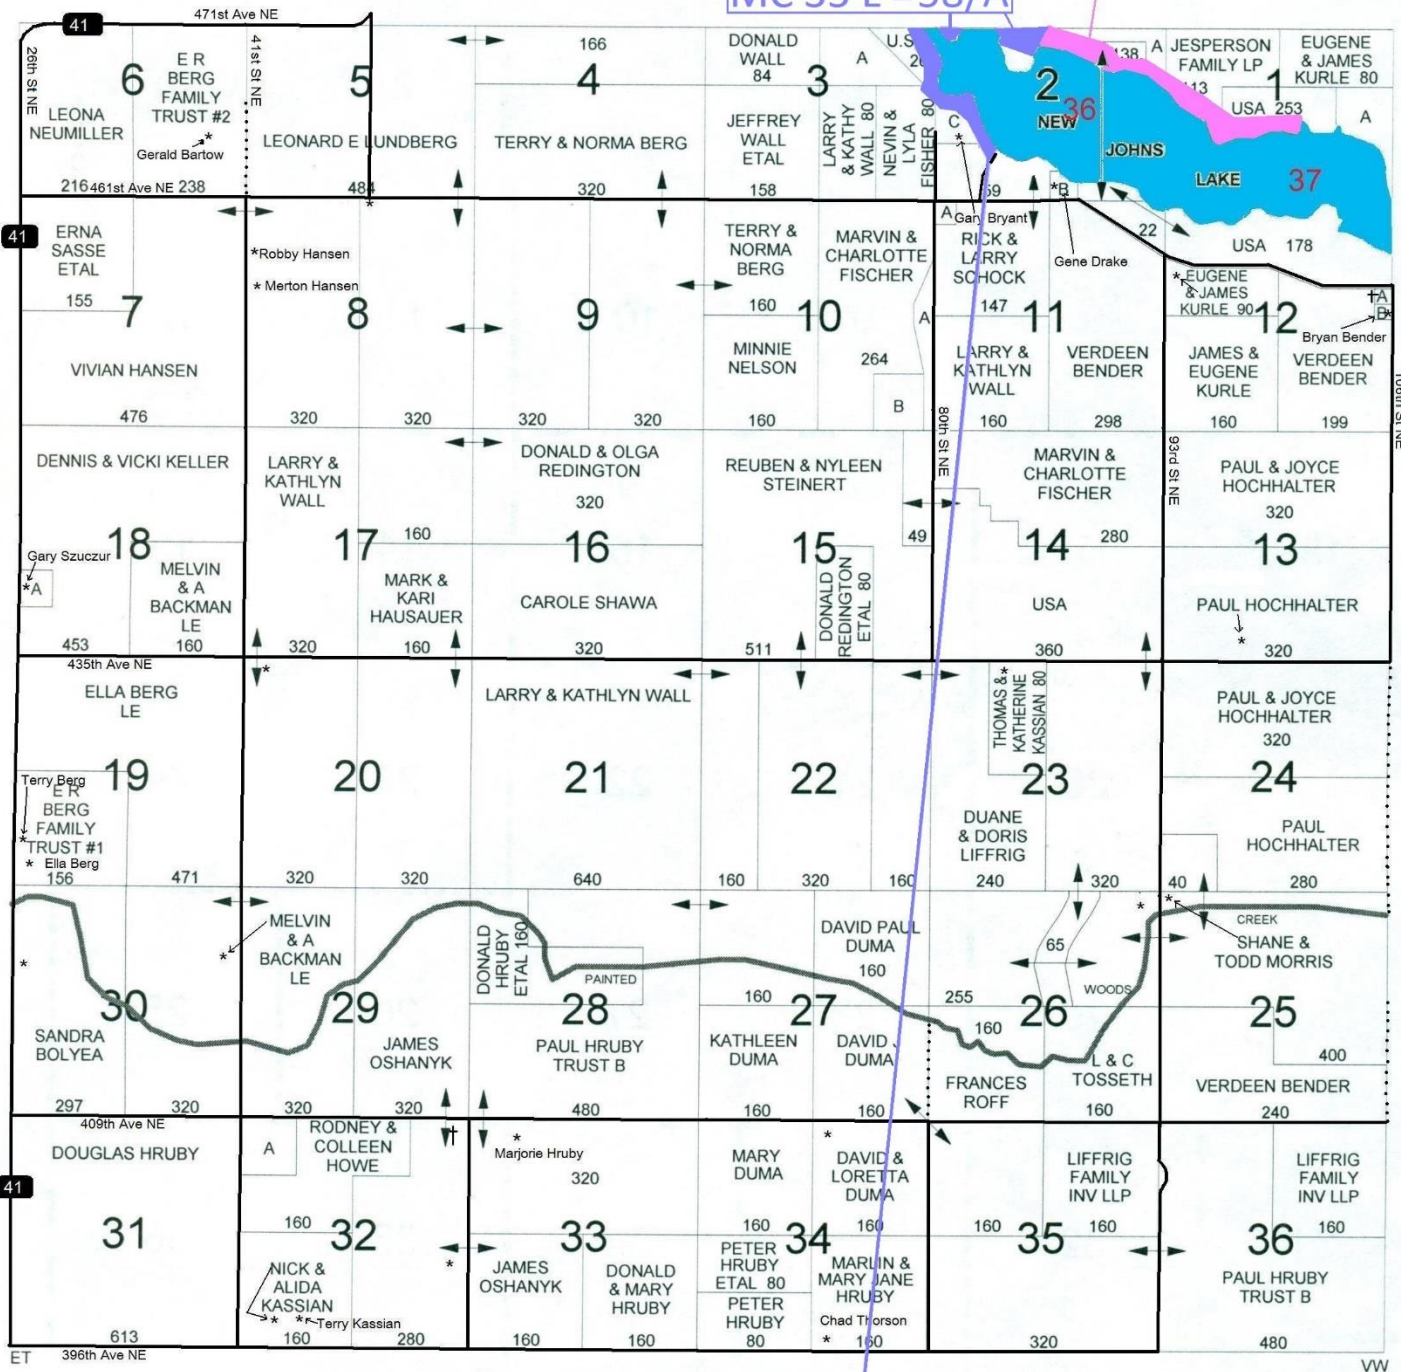 MC 35 L - 38/A
471st Ave NE
41
26th St NE
41st St NE
6
E R
BERG
FAMILY
TRUST #2
LEONA
NEUMILLER
Gerald Bartow
216
461st Ave NE
238
5
LEONARD E LUNDBERG
484
166
4
TERRY & NORMA BERG
320
DONALD
WALL
84
3
A
JEFFREY
WALL
ETAL
158
LARRY
& KATHY
WALL 80
NEVIN &
LYLA
FISHER 80
C
2
36
NEW
JOHNS
LAKE
37
138
A
JESPERSON
FAMILY LP
1
EUGENE
& JAMES
KURLE 80
USA 253
A
59
*B
22
USA 178
41
ERNA
SASSE
ETAL
155
7
VIVIAN HANSEN
476
*Robby Hansen
* Merton Hansen
8
320
320
9
320
320
TERRY &
NORMA
BERG
160
10
MARVIN &
CHARLOTTE
FISCHER
A
MINNIE
NELSON
264
B
160
A
Gary Bryant
RICK &
LARRY
SCHOCK
147
11
Gene Drake
LARRY &
KATHLYN
WALL
160
VERDEEN
BENDER
298
80th St NE
93rd St NE
EUGENE
& JAMES
KURLE 90
12
A
B
Bryan Bender
JAMES &
EUGENE
KURLE
160
VERDEEN
BENDER
199
106th St NE
DENNIS & VICKI KELLER
18
Gary Szuczur
*A
MELVIN
& A
BACKMAN
LE
453
160
LARRY &
KATHLYN
WALL
17
160
MARK &
KARI
HAUSAUER
320
160
DONALD & OLGA
REDINGTON
320
16
CAROLE SHAWA
320
REUBEN & NYLEEN
STEINERT
15
49
DONALD
REDINGTON
ETAL 80
511
MARVIN &
CHARLOTTE
FISCHER
14
280
USA
360
PAUL & JOYCE
HOCHHALTER
320
13
PAUL HOCHHALTER
320
435th Ave NE
ELLA BERG
LE
19
Terry Berg
E R
BERG
FAMILY
TRUST #1
* Ella Berg
156
471
20
320
320
LARRY & KATHLYN WALL
21
640
22
160
320
160
THOMAS &
KATHERINE
KASSIAN 80
23
DUANE
& DORIS
LIFFRIG
240
320
PAUL & JOYCE
HOCHHALTER
320
24
PAUL
HOCHHALTER
40
280
30
SANDRA
BOLYEA
297
320
MELVIN
& A
BACKMAN
LE
29
JAMES
OSHANYK
320
320
DONALD
HRUBY
ETAL 160
PAINTED
28
PAUL HRUBY
TRUST B
480
DAVID PAUL
DUMA
160
160
27
KATHLEEN
DUMA
DAVID J
DUMA
160
160
65
WOODS
255
160
26
FRANCES
ROFF
L & C
TOSSETH
160
CREEK
SHANE &
TODD MORRIS
25
400
VERDEEN BENDER
240
409th Ave NE
DOUGLAS HRUBY
41
31
613
A
RODNEY &
COLLEEN
HOWE
160
32
NICK &
ALIDA
KASSIAN
Terry Kassian
160
280
Marjorie Hruby
320
33
JAMES
OSHANYK
DONALD
& MARY
HRUBY
160
160
MARY
DUMA
160
DAVID &
LORETTA
DUMA
160
34
PETER
HRUBY
ETAL 80
PETER
HRUBY
80
MARLIN &
MARY JANE
HRUBY
Chad Thorson
160
LIFFRIG
FAMILY
INV LLP
160
160
35
320
LIFFRIG
FAMILY
INV LLP
160
36
PAUL HRUBY
TRUST B
480
ET
396th Ave NE
VW